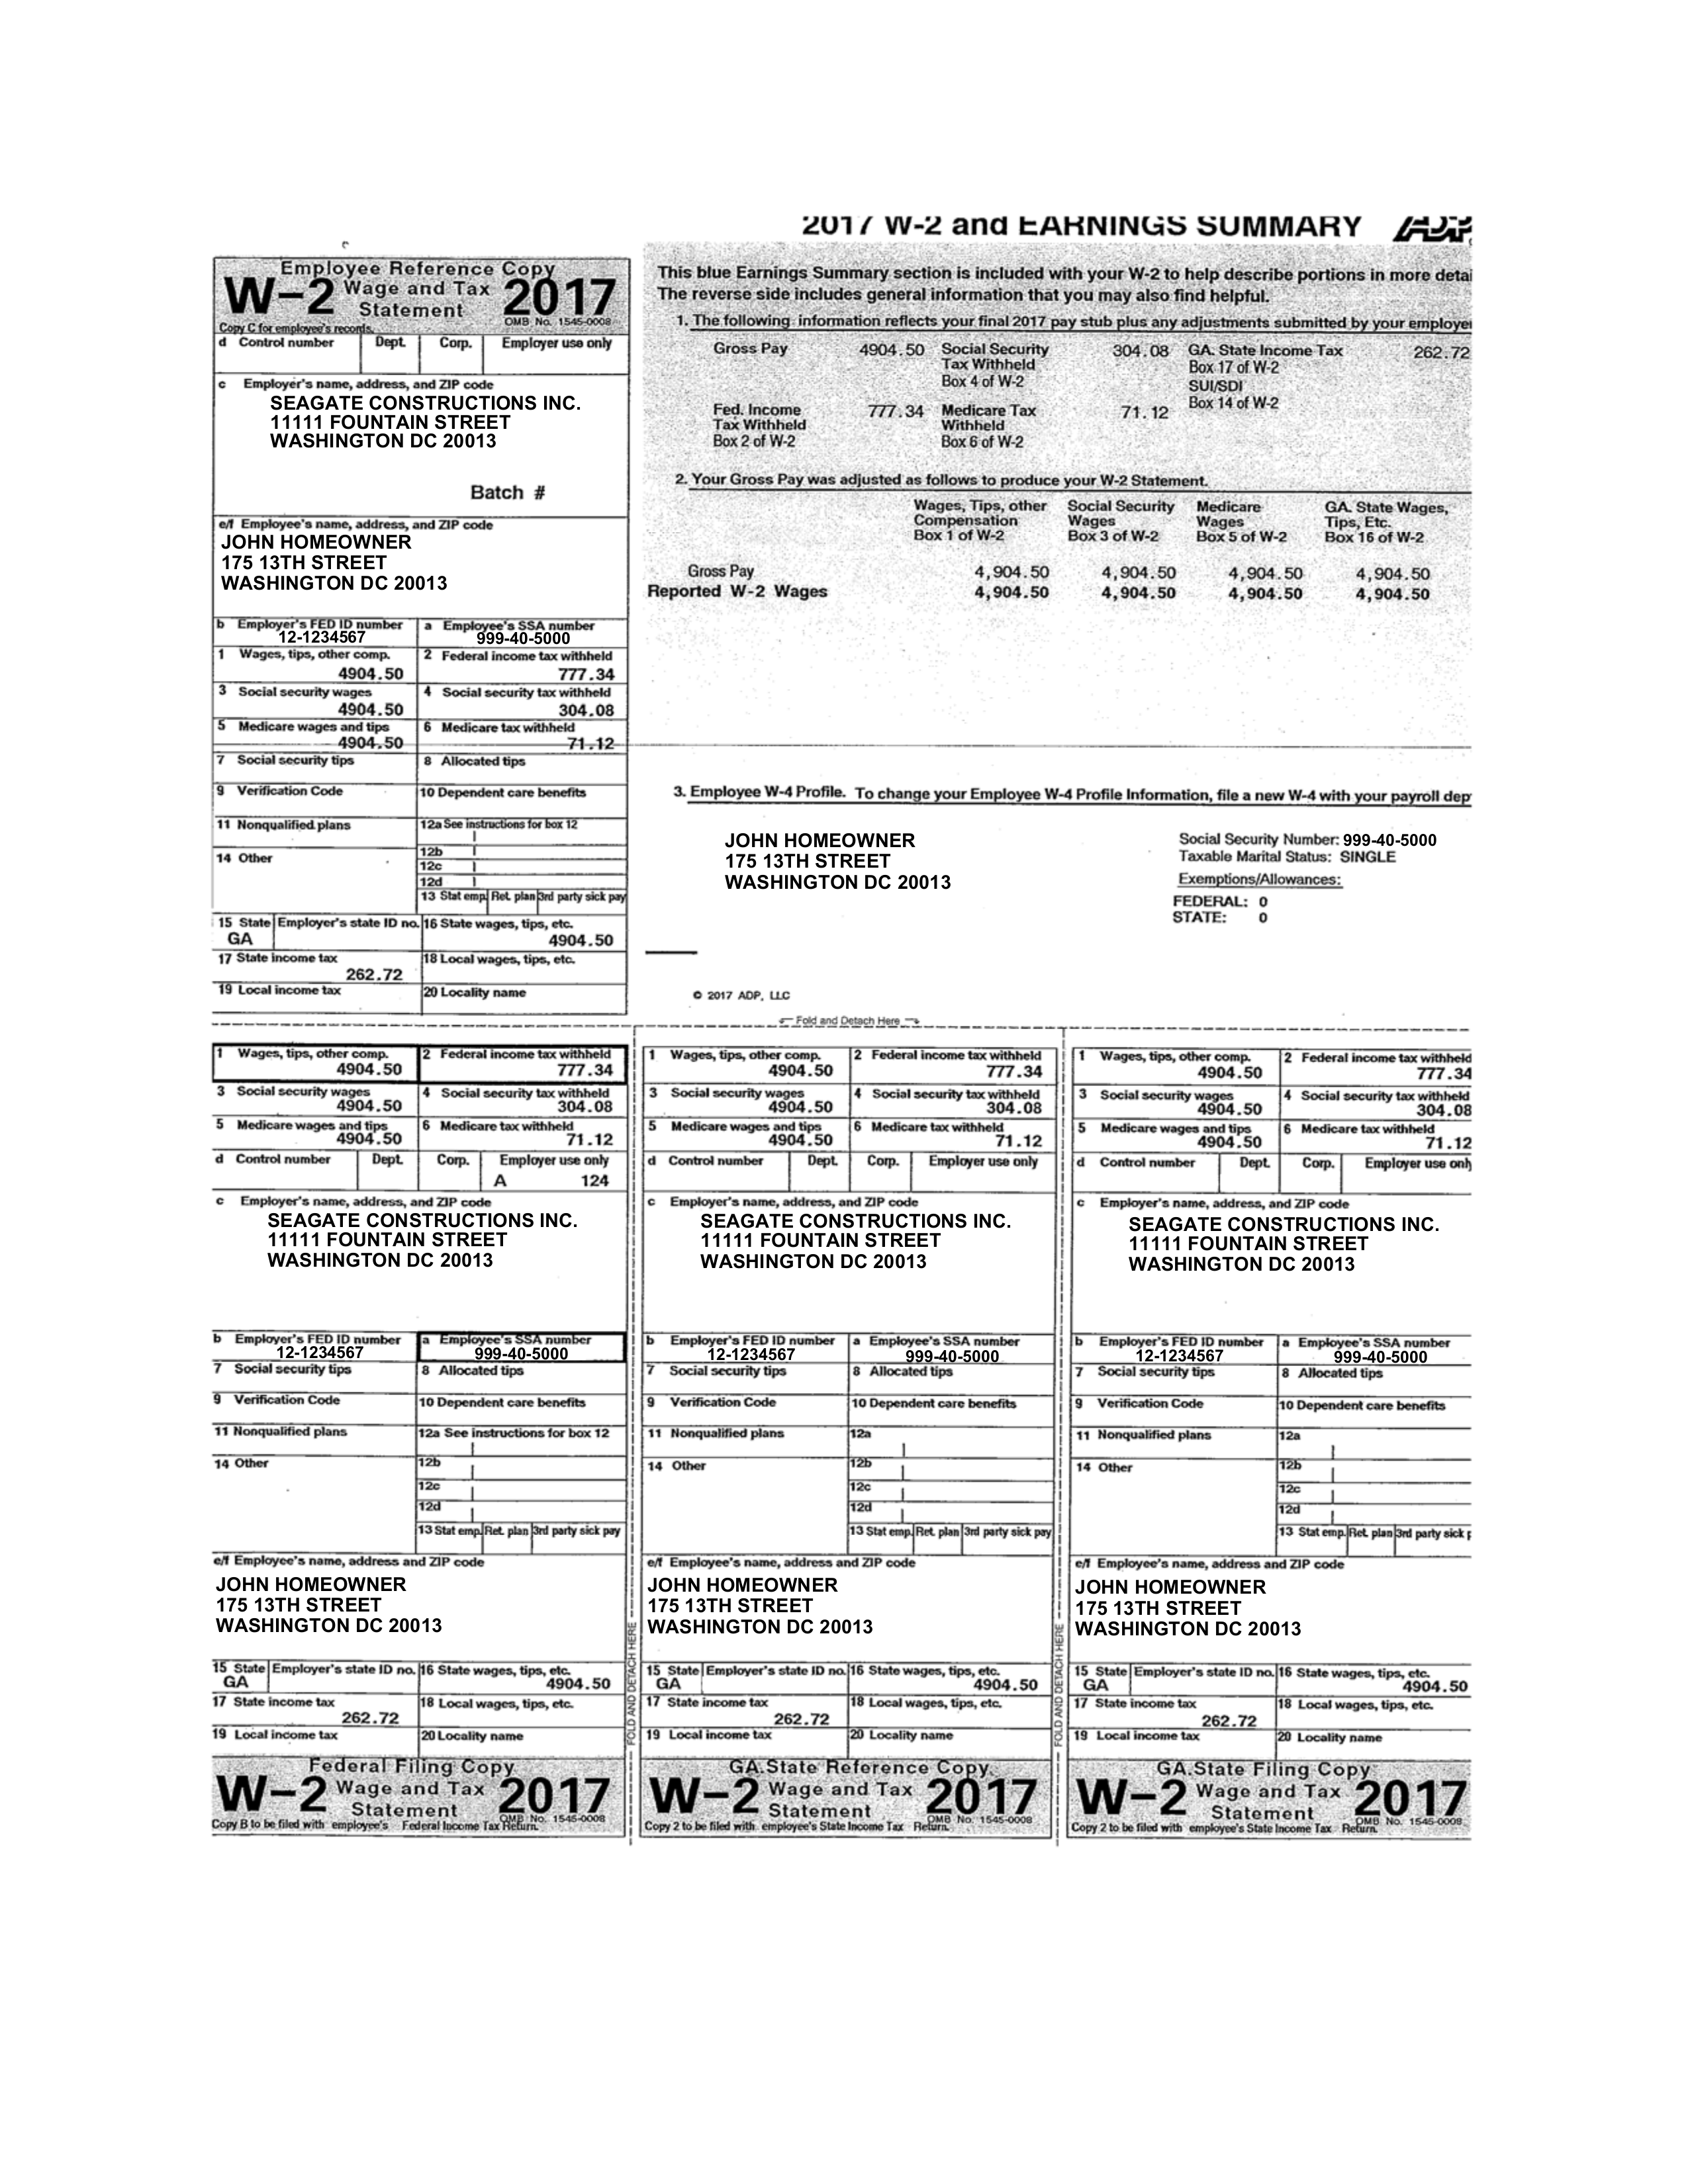 2017 W-2 and EARNINGS SUMMARY ADP
Employee Reference Copy
W-2 Wage and Tax 2017
Statement
OMB No. 1545-0008
Copy C for employee's records.
d Control number Dept. Corp. Employer use only
c Employer's name, address, and ZIP code
SEAGATE CONSTRUCTIONS INC.
11111 FOUNTAIN STREET
WASHINGTON DC 20013
Batch #
e/f Employee's name, address, and ZIP code
JOHN HOMEOWNER
175 13TH STREET
WASHINGTON DC 20013
b Employer's FED ID number a Employee's SSA number
12-1234567 999-40-5000
1 Wages, tips, other comp. 2 Federal income tax withheld
4904.50 777.34
3 Social security wages 4 Social security tax withheld
4904.50 304.08
5 Medicare wages and tips 6 Medicare tax withheld
4904.50 71.12
7 Social security tips 8 Allocated tips
9 Verification Code 10 Dependent care benefits
11 Nonqualified plans 12a See instructions for box 12
14 Other 12b
12c
12d
13 Stat emp. Ret. plan 3rd party sick pay
15 State Employer's state ID no. 16 State wages, tips, etc.
GA 4904.50
17 State income tax 18 Local wages, tips, etc.
262.72
19 Local income tax 20 Locality name
This blue Earnings Summary section is included with your W-2 to help describe portions in more detai
The reverse side includes general information that you may also find helpful.
1. The following information reflects your final 2017 pay stub plus any adjustments submitted by your employer
Gross Pay 4904.50 Social Security 304.08 GA. State Income Tax 262.72
Tax Withheld Box 17 of W-2
Box 4 of W-2 SUI/SDI
Box 14 of W-2
Fed. Income 777.34 Medicare Tax 71.12
Tax Withheld Withheld
Box 2 of W-2 Box 6 of W-2
2. Your Gross Pay was adjusted as follows to produce your W-2 Statement.
Wages, Tips, other Social Security Medicare GA. State Wages,
Compensation Wages Wages Tips, Etc.
Box 1 of W-2 Box 3 of W-2 Box 5 of W-2 Box 16 of W-2
Gross Pay 4,904.50 4,904.50 4,904.50 4,904.50
Reported W-2 Wages 4,904.50 4,904.50 4,904.50 4,904.50
3. Employee W-4 Profile. To change your Employee W-4 Profile Information, file a new W-4 with your payroll dep
JOHN HOMEOWNER
175 13TH STREET
WASHINGTON DC 20013
Social Security Number: 999-40-5000
Taxable Marital Status: SINGLE
Exemptions/Allowances:
FEDERAL: 0
STATE: 0
© 2017 ADP, LLC
Fold and Detach Here
1 Wages, tips, other comp. 2 Federal income tax withheld
4904.50 777.34
3 Social security wages 4 Social security tax withheld
4904.50 304.08
5 Medicare wages and tips 6 Medicare tax withheld
4904.50 71.12
d Control number Dept. Corp. Employer use only
A 124
c Employer's name, address, and ZIP code
SEAGATE CONSTRUCTIONS INC.
11111 FOUNTAIN STREET
WASHINGTON DC 20013
b Employer's FED ID number a Employee's SSA number
12-1234567 999-40-5000
7 Social security tips 8 Allocated tips
9 Verification Code 10 Dependent care benefits
11 Nonqualified plans 12a See instructions for box 12
14 Other 12b
12c
12d
13 Stat emp. Ret. plan 3rd party sick pay
e/f Employee's name, address and ZIP code
JOHN HOMEOWNER
175 13TH STREET
WASHINGTON DC 20013
15 State Employer's state ID no. 16 State wages, tips, etc.
GA 4904.50
17 State income tax 18 Local wages, tips, etc.
262.72
19 Local income tax 20 Locality name
Federal Filing Copy
W-2 Wage and Tax 2017
Statement
OMB No. 1545-0008
Copy B to be filed with employee's Federal Income Tax Return.
FOLD AND DETACH HERE
1 Wages, tips, other comp. 2 Federal income tax withheld
4904.50 777.34
3 Social security wages 4 Social security tax withheld
4904.50 304.08
5 Medicare wages and tips 6 Medicare tax withheld
4904.50 71.12
d Control number Dept. Corp. Employer use only
c Employer's name, address, and ZIP code
SEAGATE CONSTRUCTIONS INC.
11111 FOUNTAIN STREET
WASHINGTON DC 20013
b Employer's FED ID number a Employee's SSA number
12-1234567 999-40-5000
7 Social security tips 8 Allocated tips
9 Verification Code 10 Dependent care benefits
11 Nonqualified plans 12a
14 Other 12b
12c
12d
13 Stat emp. Ret. plan 3rd party sick pay
e/f Employee's name, address and ZIP code
JOHN HOMEOWNER
175 13TH STREET
WASHINGTON DC 20013
15 State Employer's state ID no. 16 State wages, tips, etc.
GA 4904.50
17 State income tax 18 Local wages, tips, etc.
262.72
19 Local income tax 20 Locality name
GA.State Reference Copy
W-2 Wage and Tax 2017
Statement
OMB No. 1545-0008
Copy 2 to be filed with employee's State Income Tax Return.
FOLD AND DETACH HERE
1 Wages, tips, other comp. 2 Federal income tax withheld
4904.50 777.34
3 Social security wages 4 Social security tax withheld
4904.50 304.08
5 Medicare wages and tips 6 Medicare tax withheld
4904.50 71.12
d Control number Dept. Corp. Employer use only
c Employer's name, address, and ZIP code
SEAGATE CONSTRUCTIONS INC.
11111 FOUNTAIN STREET
WASHINGTON DC 20013
b Employer's FED ID number a Employee's SSA number
12-1234567 999-40-5000
7 Social security tips 8 Allocated tips
9 Verification Code 10 Dependent care benefits
11 Nonqualified plans 12a
14 Other 12b
12c
12d
13 Stat emp. Ret. plan 3rd party sick p
e/f Employee's name, address and ZIP code
JOHN HOMEOWNER
175 13TH STREET
WASHINGTON DC 20013
15 State Employer's state ID no. 16 State wages, tips, etc.
GA 4904.50
17 State income tax 18 Local wages, tips, etc.
262.72
19 Local income tax 20 Locality name
GA.State Filing Copy
W-2 Wage and Tax 2017
Statement
OMB No. 1545-0008
Copy 2 to be filed with employee's State Income Tax Return.